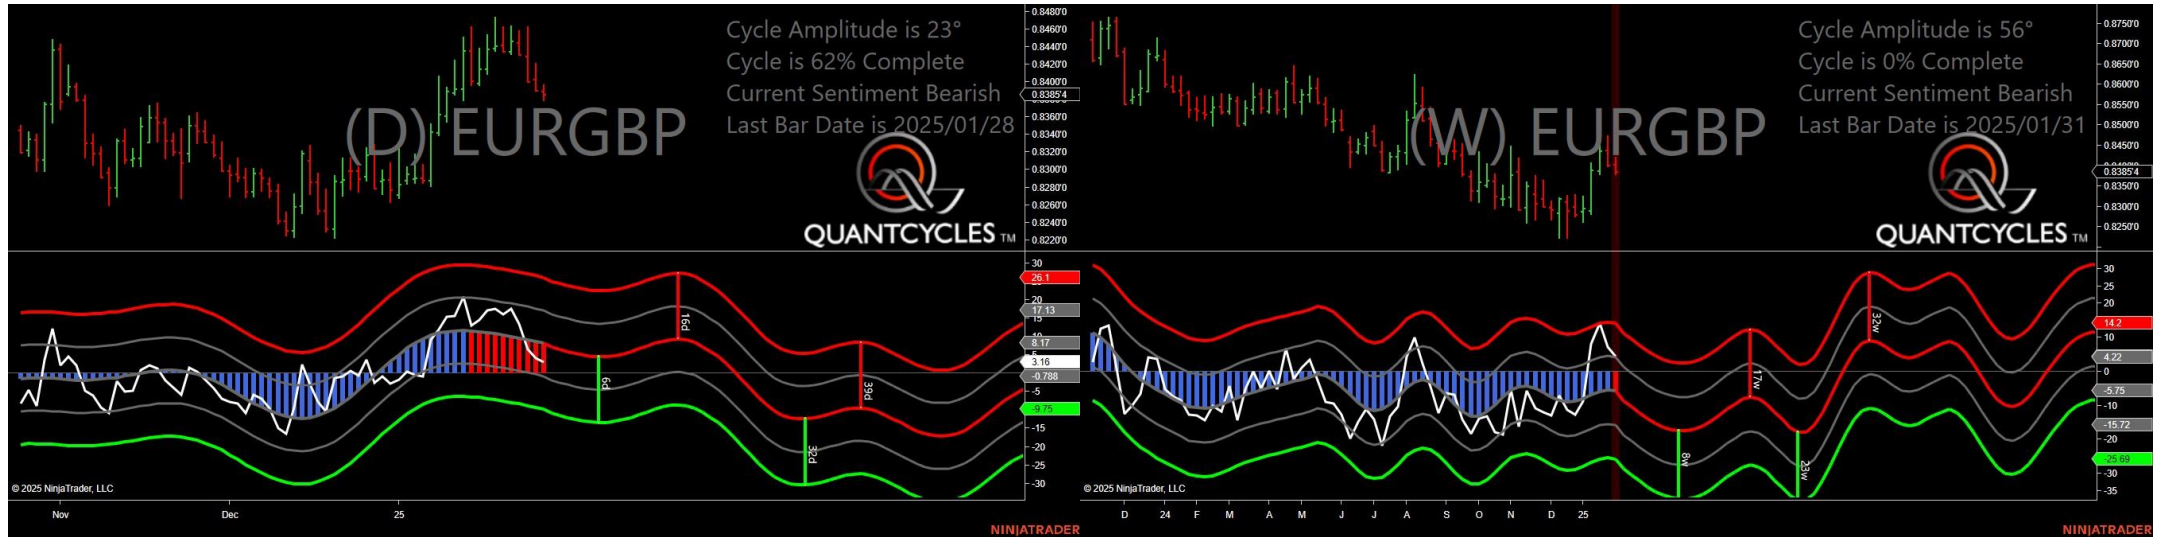 Cycle Amplitude is 23°
Cycle is 62% Complete
Current Sentiment Bearish
Last Bar Date is 2025/01/28
(D) EURGBP
QUANTCYCLES TM
0.8480'0
0.8460'0
0.8440'0
0.8420'0
0.8400'0
0.8385'4
0.8360'0
0.8340'0
0.8320'0
0.8300'0
0.8280'0
0.8260'0
0.8240'0
0.8220'0
30
26.1
20
17.13
10
8.17
3.16
-0.788
-5
-9.75
-15
-20
-25
-30
16d
6d
39d
32d
© 2025 NinjaTrader, LLC
Nov
Dec
25
NINJATRADER
Cycle Amplitude is 56°
Cycle is 0% Complete
Current Sentiment Bearish
Last Bar Date is 2025/01/31
(W) EURGBP
QUANTCYCLES TM
0.8750'0
0.8700'0
0.8650'0
0.8600'0
0.8550'0
0.8500'0
0.8450'0
0.8385'4
0.8350'0
0.8300'0
0.8250'0
30
25
20
14.2
10
4.22
0
-5.75
-10
-15.72
-20
-25.69
-30
-35
32w
17w
8w
23w
© 2025 NinjaTrader, LLC
D
24
F
M
A
M
J
J
A
S
O
N
D
25
NINJATRADER